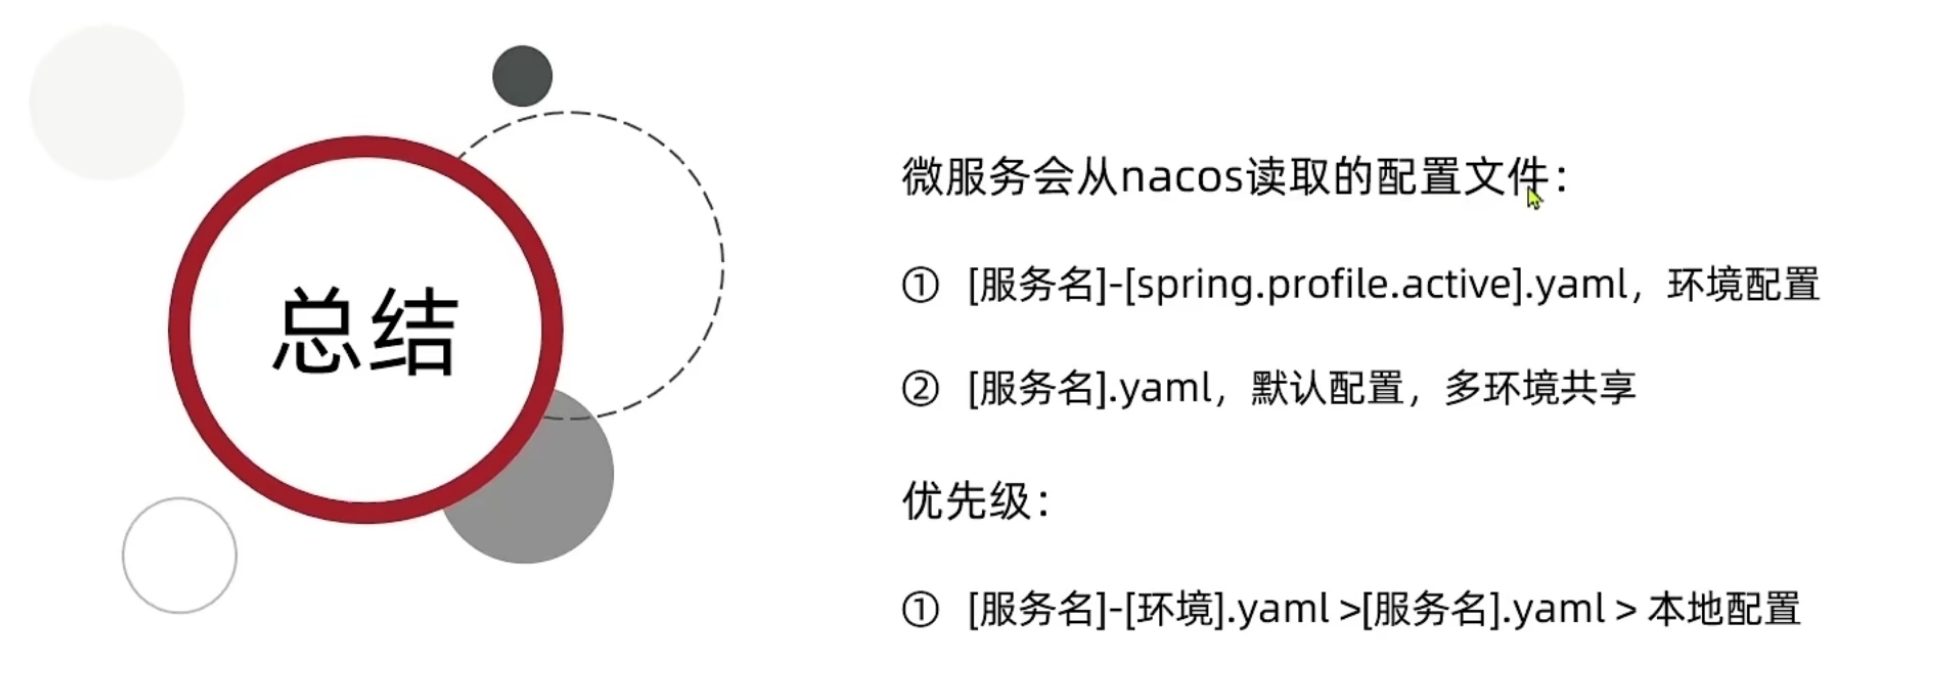 总结
微服务会从nacos读取的配置文件：
① [服务名]-[spring.profile.active].yaml，环境配置
② [服务名].yaml，默认配置，多环境共享
优先级：
① [服务名]-[环境].yaml >[服务名].yaml > 本地配置